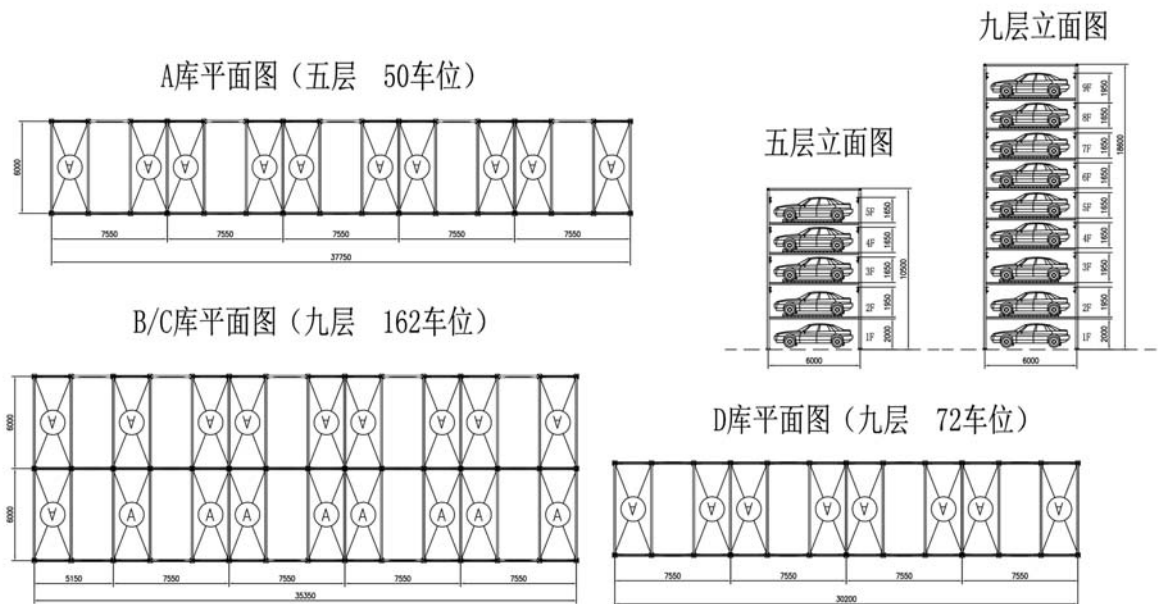 A库平面图（五层 50车位）
6000
A A A A A A A A A A
7550 7550 7550 7550 7550
37750
B/C库平面图（九层 162车位）
6000
A A A A A A A A A
6000
A A A A A A A A A
5150 7550 7550 7550 7550
35350
五层立面图
5F 1650
4F 1650
3F 1650
2F 1950
1F 2000
10500
6000
九层立面图
9F 1950
8F 1650
7F 1650
6F 1650
5F 1650
4F 1650
3F 1950
2F 1950
1F 2000
18600
6000
D库平面图（九层 72车位）
A A A A A A A A
7550 7550 7550 7550
30200